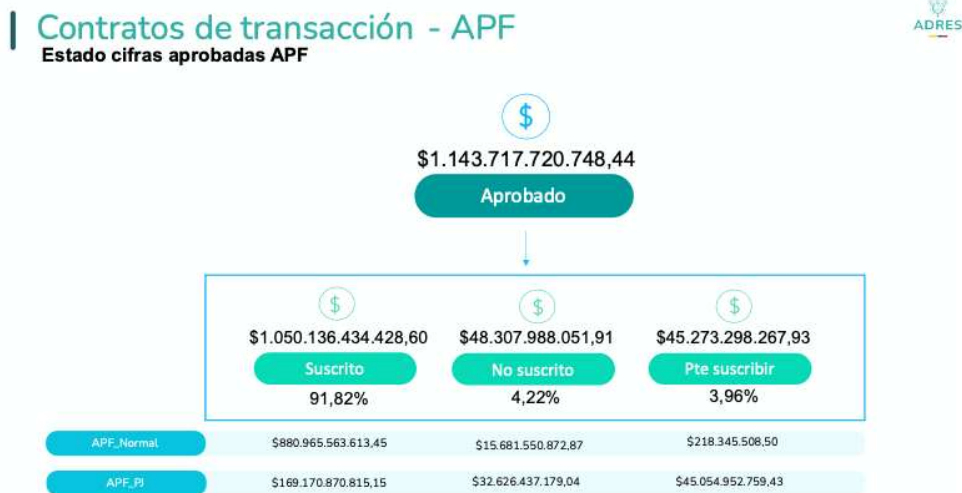 Contratos de transacción - APF
ADRES
Estado cifras aprobadas APF
$
$1.143.717.720.748,44
Aprobado
$ $ $
$1.050.136.434.428,60 $48.307.988.051,91 $45.273.298.267,93
Suscrito No suscrito Pte suscribir
91,82% 4,22% 3,96%
APF_Normal $880.965.563.613,45 $15.681.550.872,87 $218.345.508,50
APF_PJ $169.170.870.815,15 $32.626.437.179,04 $45.054.952.759,43